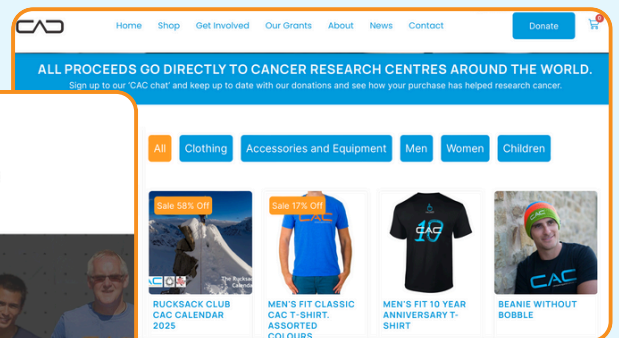 CAC
Home Shop Get Involved Our Grants About News Contact Donate 0
ALL PROCEEDS GO DIRECTLY TO CANCER RESEARCH CENTRES AROUND THE WORLD.
Sign up to our 'CAC chat' and keep up to date with our donations and see how your purchase has helped research cancer.
All Clothing Accessories and Equipment Men Women Children
Sale 58% Off
Sale 17% Off
CAC
10
CAC
CAC
The Rucksack
RUCKSACK CLUB
CAC CALENDAR
2025
MEN'S FIT CLASSIC
CAC T-SHIRT.
ASSORTED
COLOURS
MEN'S FIT 10 YEAR
ANNIVERSARY T-
SHIRT
BEANIE WITHOUT
BOBBLE